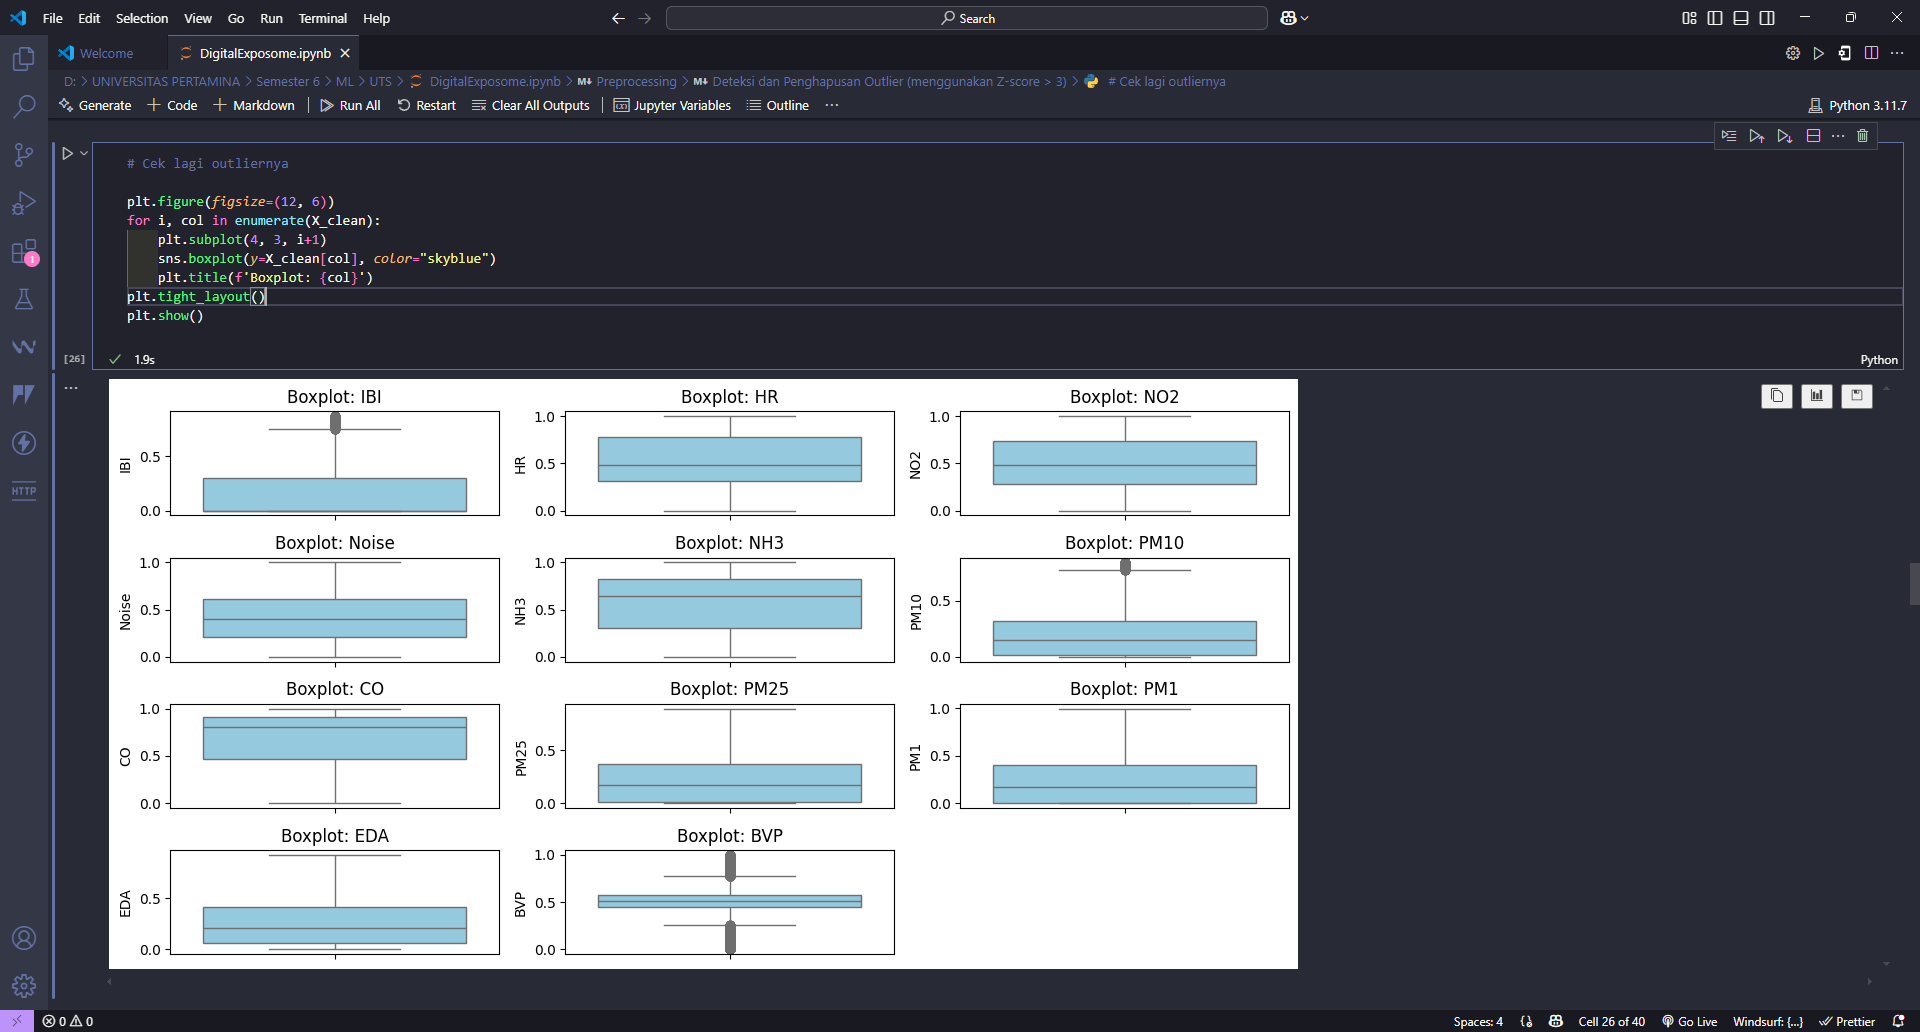 File Edit Selection View Go Run Terminal Help
Search
Welcome
DigitalExposome.ipynb
D: > UNIVERSITAS PERTAMINA > Semester 6 > ML > UTS > DigitalExposome.ipynb > M↓ Preprocessing > M↓ Deteksi dan Penghapusan Outlier (menggunakan Z-score > 3) > # Cek lagi outliernya
Generate + Code + Markdown | Run All Restart Clear All Outputs | Jupyter Variables Outline ...
Python 3.11.7
# Cek lagi outliernya
plt.figure(figsize=(12, 6))
for i, col in enumerate(X_clean):
plt.subplot(4, 3, i+1)
sns.boxplot(y=X_clean[col], color="skyblue")
plt.title(f'Boxplot: {col}')
plt.tight_layout()
plt.show()
[26]
1.9s
Python
1
HTTP
Boxplot: IBI
IBI
0.5
0.0
Boxplot: HR
HR
1.0
0.5
0.0
Boxplot: NO2
NO2
1.0
0.5
0.0
Boxplot: Noise
Noise
1.0
0.5
0.0
Boxplot: NH3
NH3
1.0
0.5
0.0
Boxplot: PM10
PM10
0.5
0.0
Boxplot: CO
CO
1.0
0.5
0.0
Boxplot: PM25
PM25
0.5
0.0
Boxplot: PM1
PM1
1.0
0.5
0.0
Boxplot: EDA
EDA
0.5
0.0
Boxplot: BVP
BVP
1.0
0.5
0.0
0 0
Spaces: 4
Cell 26 of 40
Go Live
Windsurf: {...}
Prettier